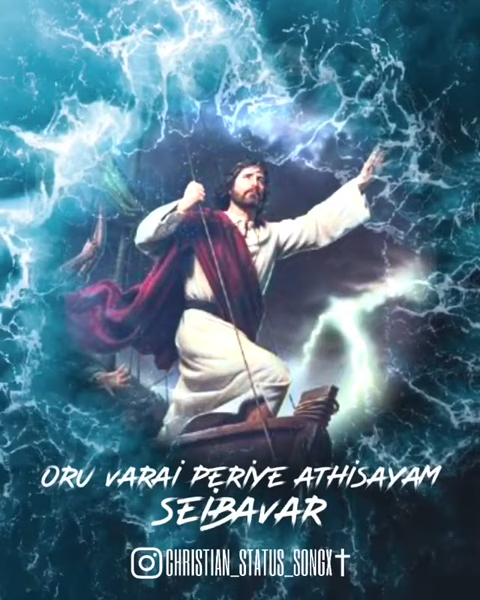 ORU VARAI PERIYE ATHISAYAM
SEIBAVAR
CHRISTIAN_STATUS_SONGX✝